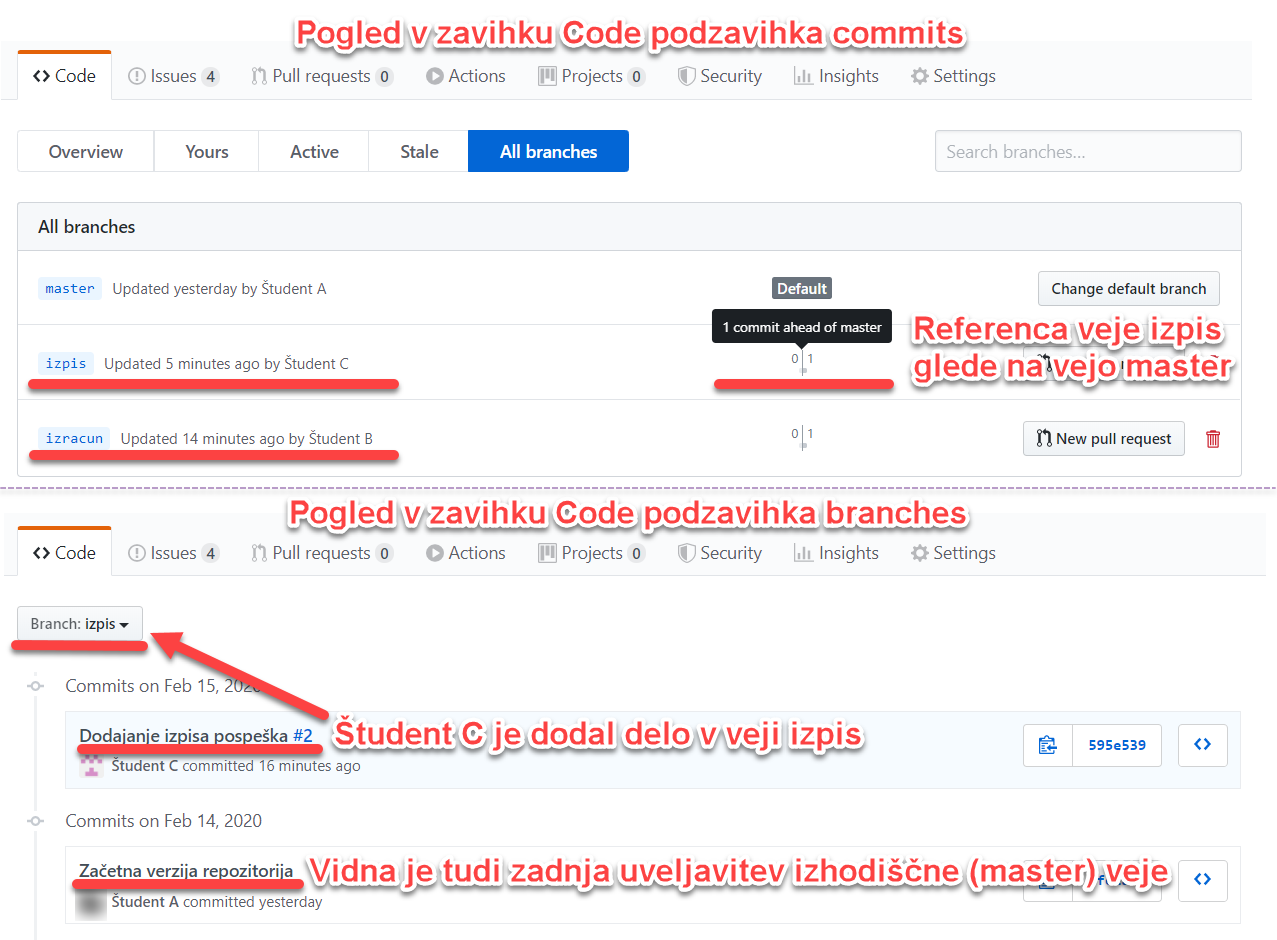 Pogled v zavihku Code podzavihka commits
Code Issues 4 Pull requests 0 Actions Projects 0 Security Insights Settings
Overview Yours Active Stale All branches Search branches...
All branches
master Updated yesterday by Študent A Default Change default branch
1 commit ahead of master
Referenca veje izpis
glede na vejo master
izpis Updated 5 minutes ago by Študent C 0 1
izracun Updated 14 minutes ago by Študent B 0 1 New pull request
Pogled v zavihku Code podzavihka branches
Code Issues 4 Pull requests 0 Actions Projects 0 Security Insights Settings
Branch: izpis
Commits on Feb 15, 2020
Dodajanje izpisa pospeška #2 Študent C je dodal delo v veji izpis
595e539
Študent C committed 16 minutes ago
Commits on Feb 14, 2020
Začetna verzija repozitorija Vidna je tudi zadnja uveljavitev izhodiščne (master) veje
Študent A committed yesterday